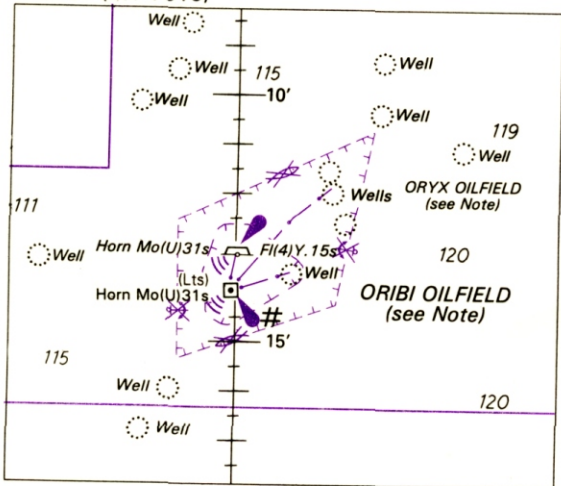 Well
Well
115
Well
10'
Well
Well
119
Well
Wells
ORYX OILFIELD
(see Note)
111
Horn Mo(U)31s
Fl(4)Y.15s
120
Well
Well
(Lts)
Horn Mo(U)31s
ORIBI OILFIELD
(see Note)
#
15'
115
Well
120
Well